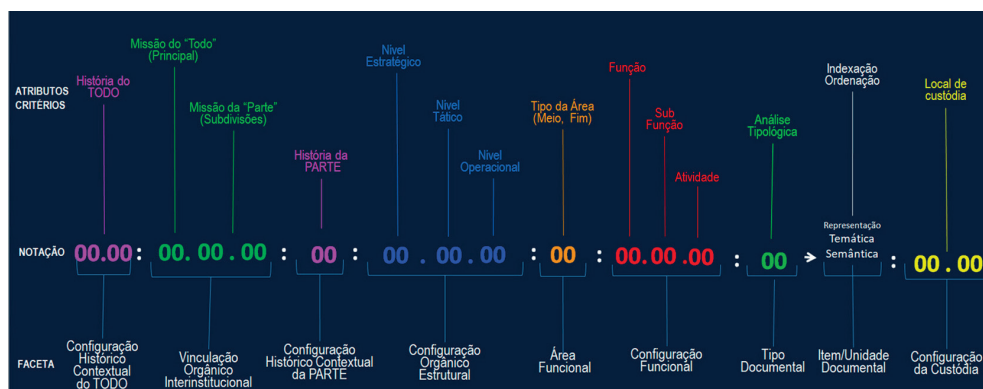 ATRIBUTOS
CRITÉRIOS
História do
TODO
Missão do "Todo"
(Principal)
Missão da "Parte"
(Subdivisões)
História da
PARTE
Nivel
Estratégico
Nivel
Tático
Nivel
Operacional
Tipo da Área
(Meio, Fim)
Função
Sub
Função
Atividade
Análise
Tipológica
Indexação
Ordenação
Local de
custódia
NOTAÇÃO
00.00 : 00. 00 . 00 : 00 : 00 . 00 . 00 : 00 : 00.00 .00 : 00
Representação
Temática
Semântica
: 00 . 00
FACETA
Configuração
Histórico
Contextual
do TODO
Vinculação
Orgânico
Interinstitucional
Configuração
Histórico Contextual
da PARTE
Configuração
Orgânico
Estrutural
Área
Funcional
Configuração
Funcional
Tipo
Documental
Item/Unidade
Documental
Configuração
da Custódia